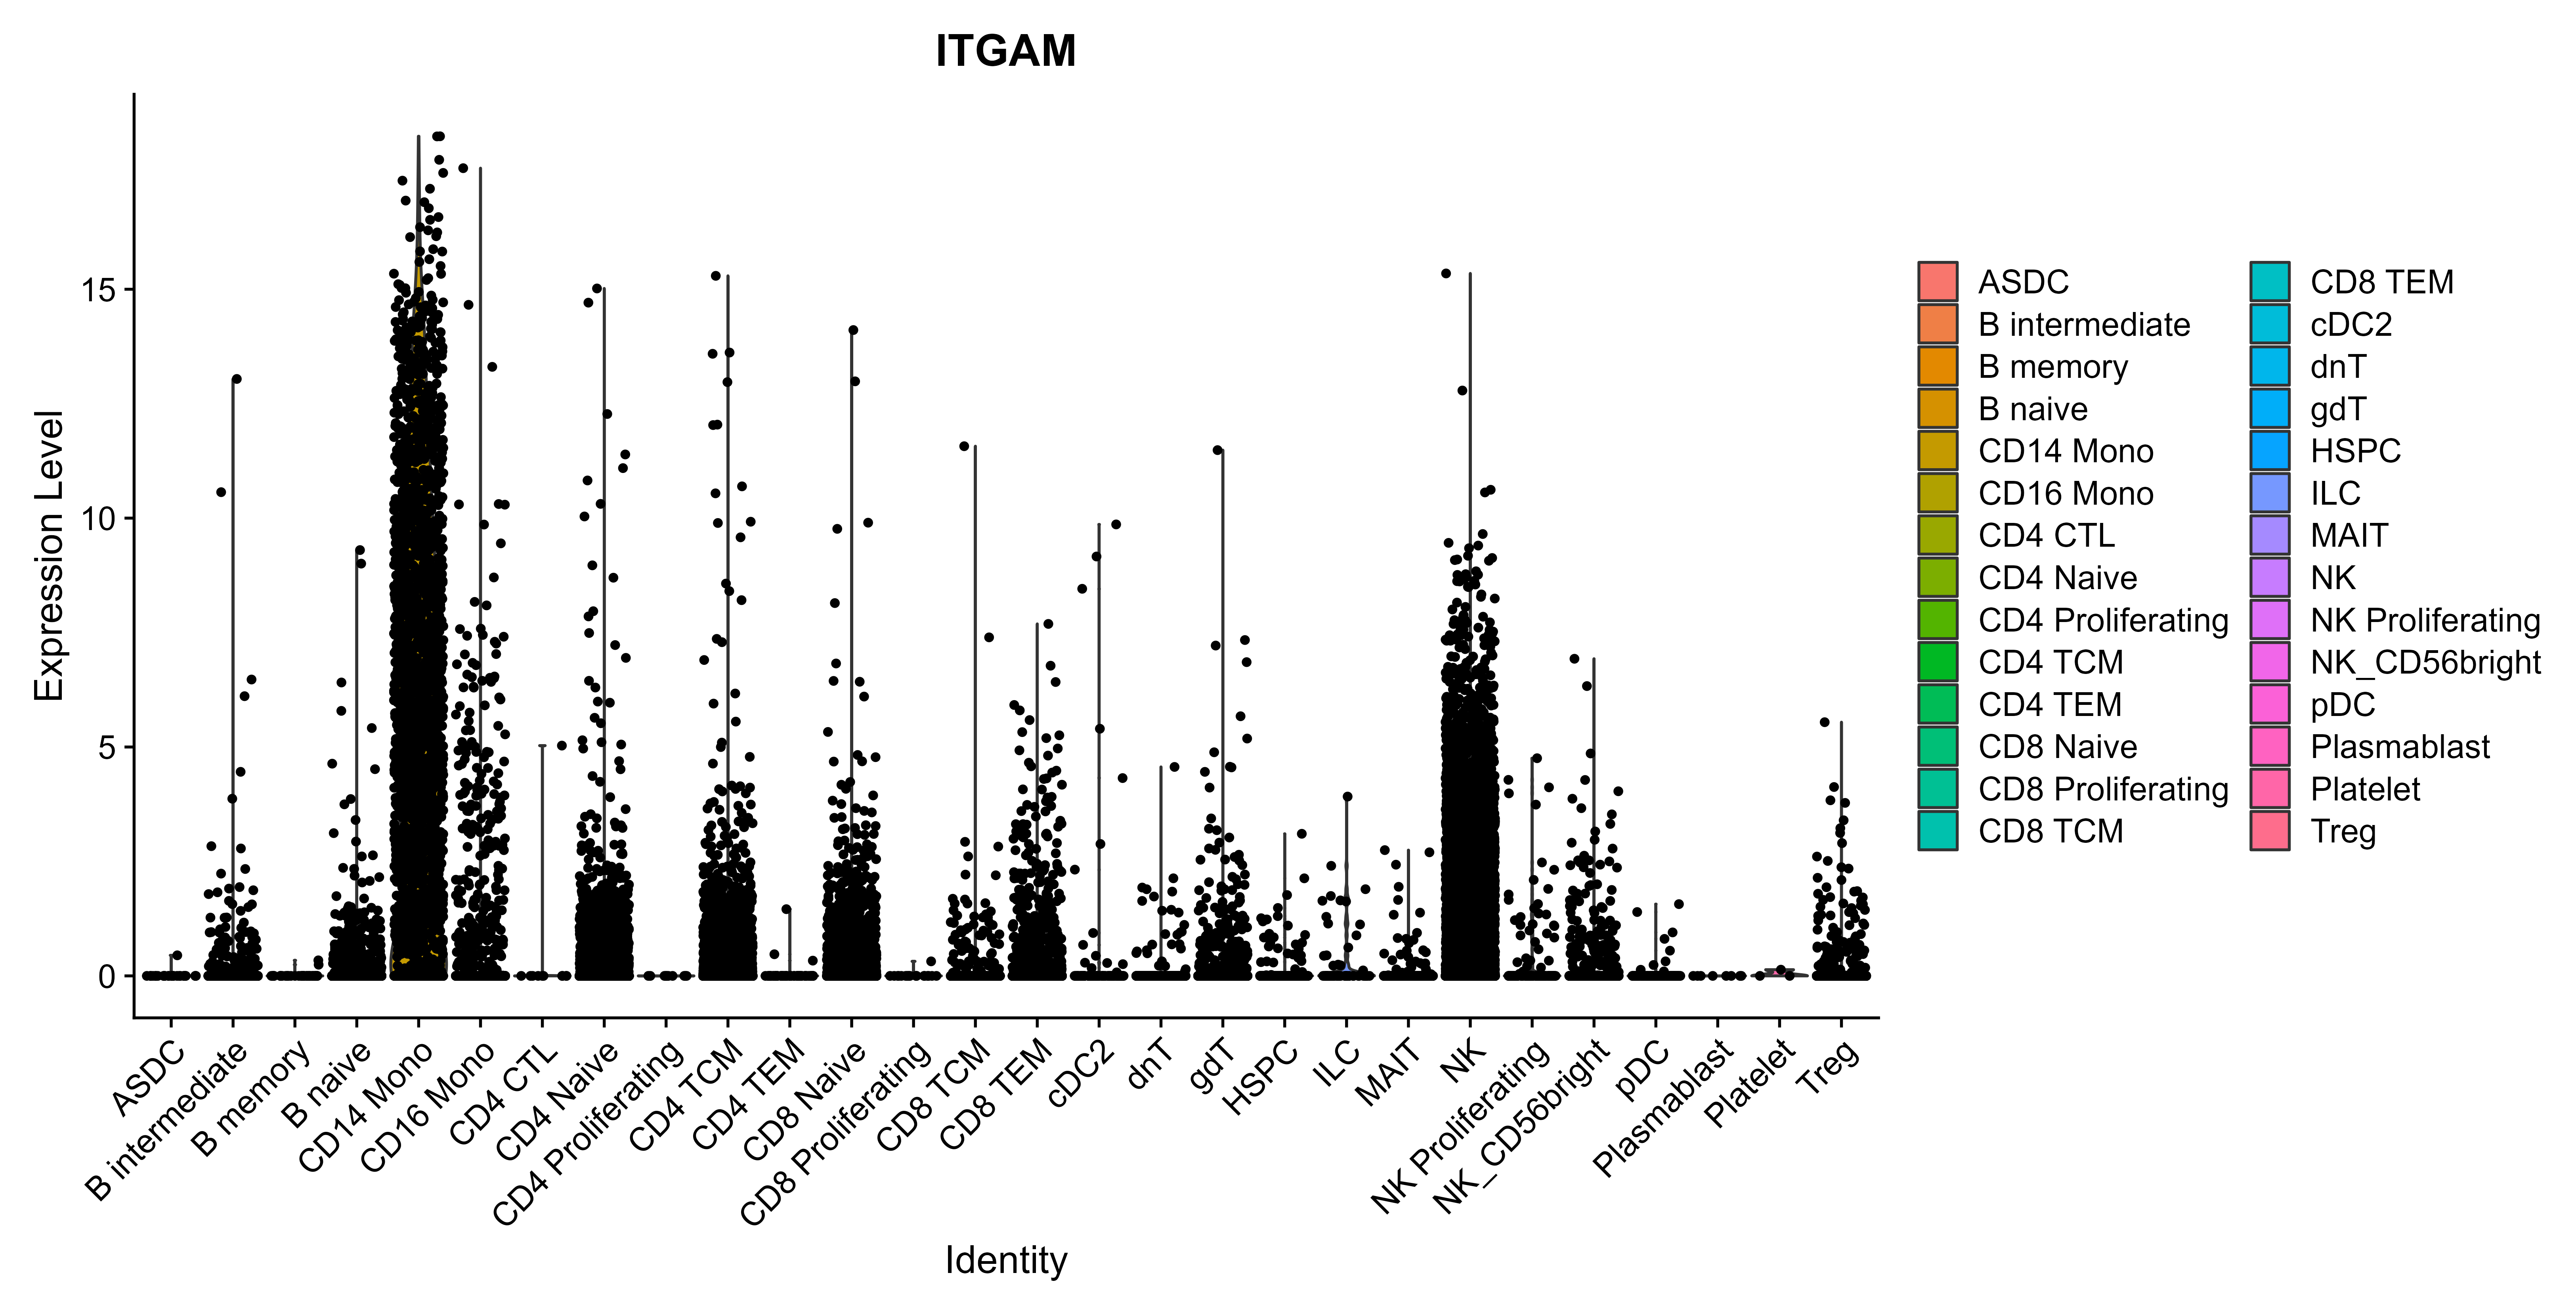 ITGAM
Expression Level
15
10
5
0
ASDC
B intermediate
B memory
B naive
CD14 Mono
CD16 Mono
CD4 CTL
CD4 Naive
CD4 Proliferating
CD4 TCM
CD4 TEM
CD8 Naive
CD8 Proliferating
CD8 TCM
CD8 TEM
cDC2
dnT
gdT
HSPC
ILC
MAIT
NK
NK Proliferating
NK_CD56bright
pDC
Plasmablast
Platelet
Treg
Identity
ASDC
B intermediate
B memory
B naive
CD14 Mono
CD16 Mono
CD4 CTL
CD4 Naive
CD4 Proliferating
CD4 TCM
CD4 TEM
CD8 Naive
CD8 Proliferating
CD8 TCM
CD8 TEM
cDC2
dnT
gdT
HSPC
ILC
MAIT
NK
NK Proliferating
NK_CD56bright
pDC
Plasmablast
Platelet
Treg